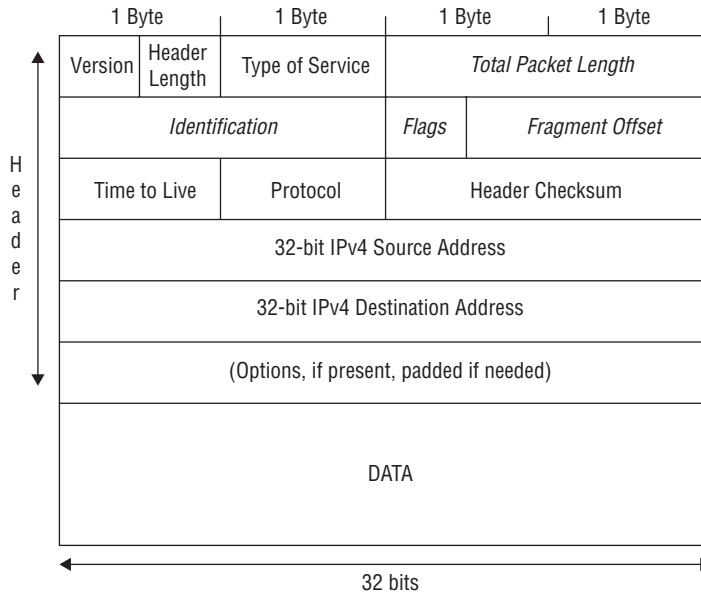 1 Byte 1 Byte 1 Byte 1 Byte
Version Header Length Type of Service Total Packet Length
Identification Flags Fragment Offset
Time to Live Protocol Header Checksum
32-bit IPv4 Source Address
32-bit IPv4 Destination Address
(Options, if present, padded if needed)
DATA
Header
32 bits